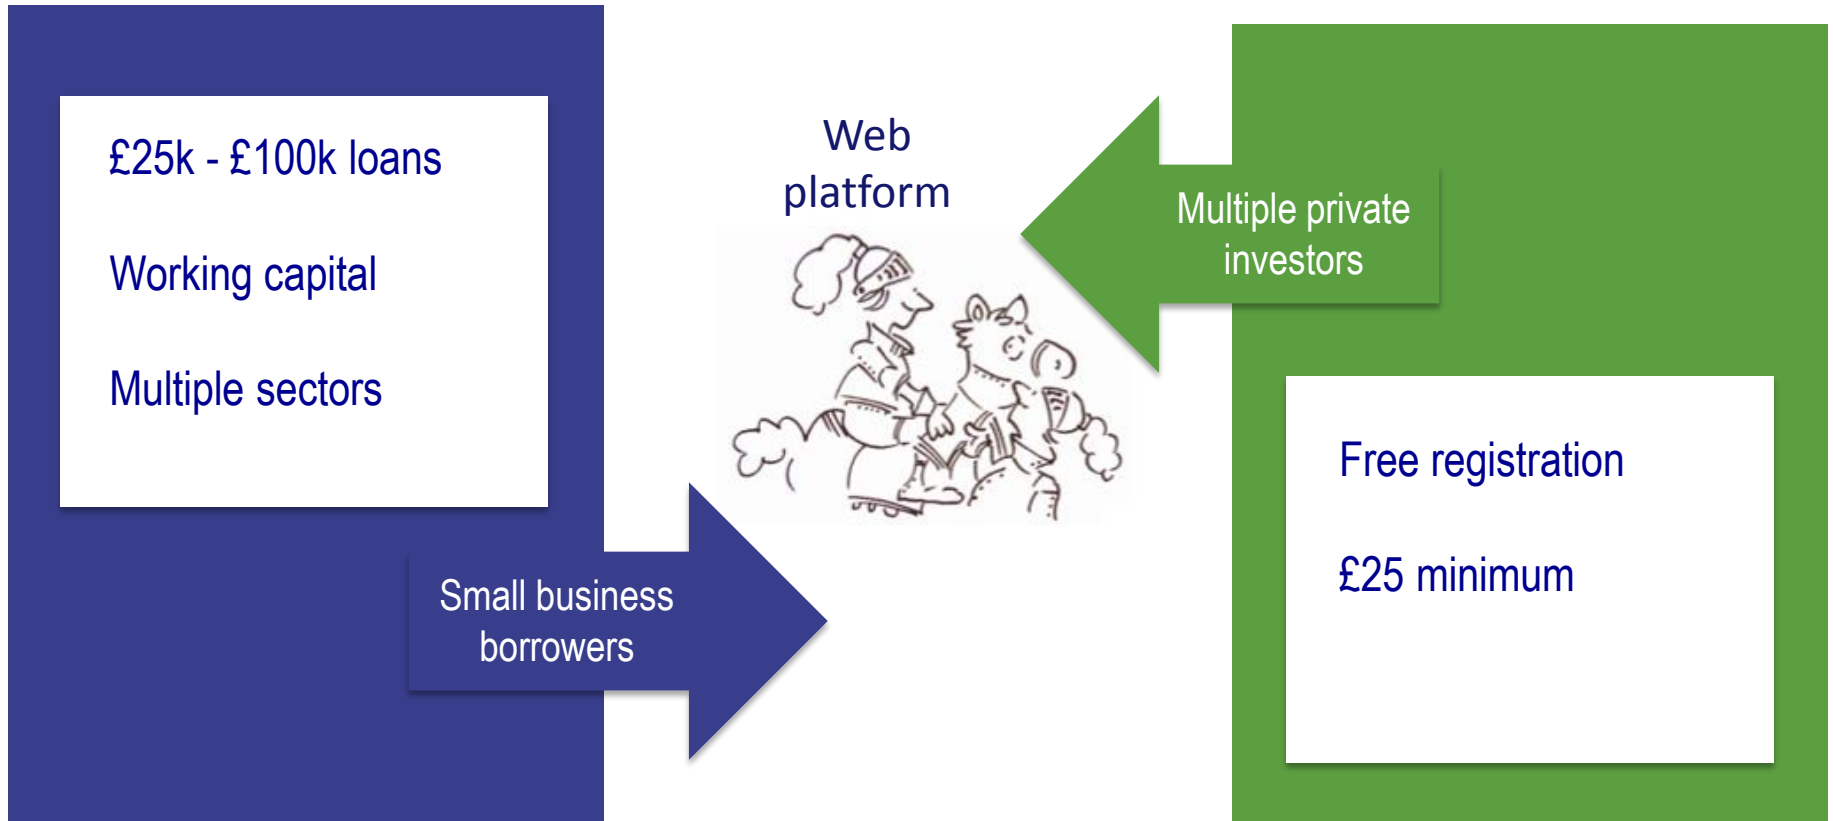 £25k - £100k loans
Working capital
Multiple sectors
Small business
borrowers
Web
platform
Multiple private
investors
Free registration
£25 minimum